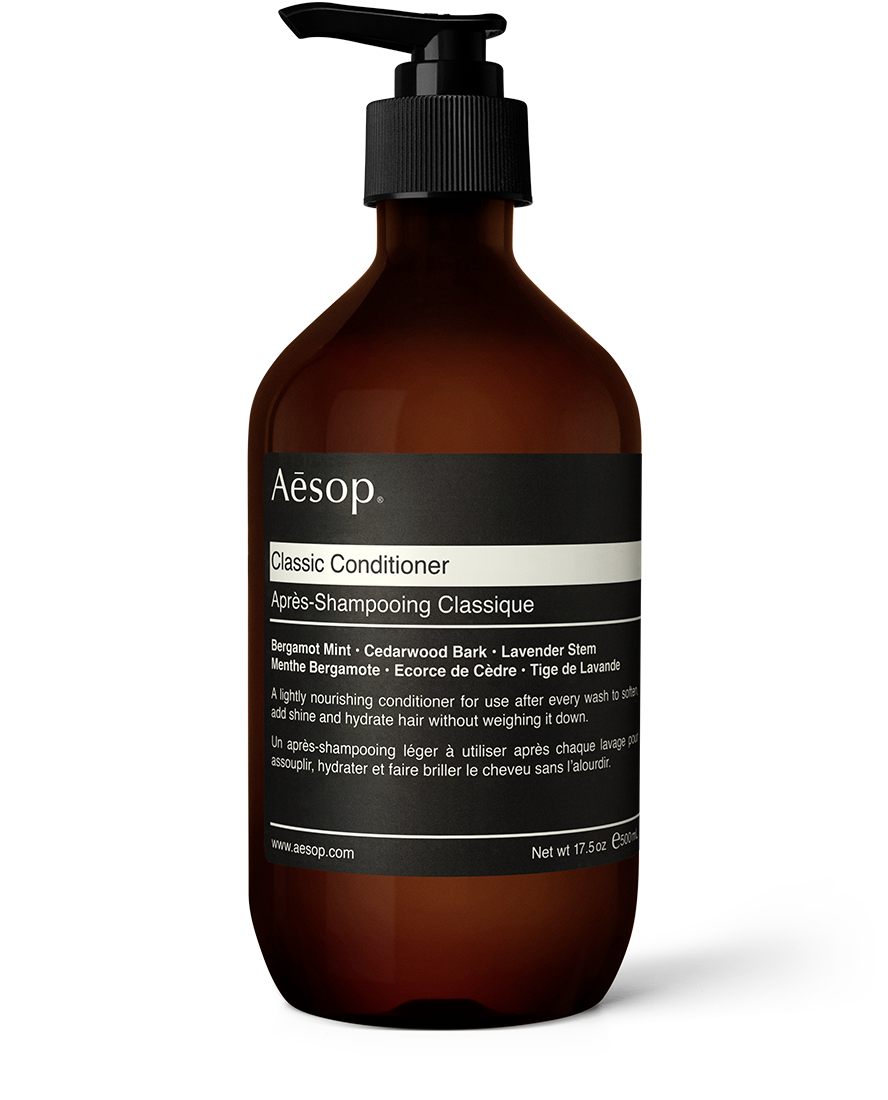 Aēsop®
Classic Conditioner
Après-Shampooing Classique
Bergamot Mint · Cedarwood Bark · Lavender Stem
Menthe Bergamote · Ecorce de Cèdre · Tige de Lavande
A lightly nourishing conditioner for use after every wash to soften,
add shine and hydrate hair without weighing it down.
Un après-shampooing léger à utiliser après chaque lavage pour
assouplir, hydrater et faire briller le cheveu sans l'alourdir.
www.aesop.com Net wt 17.5 oz ℮500mL